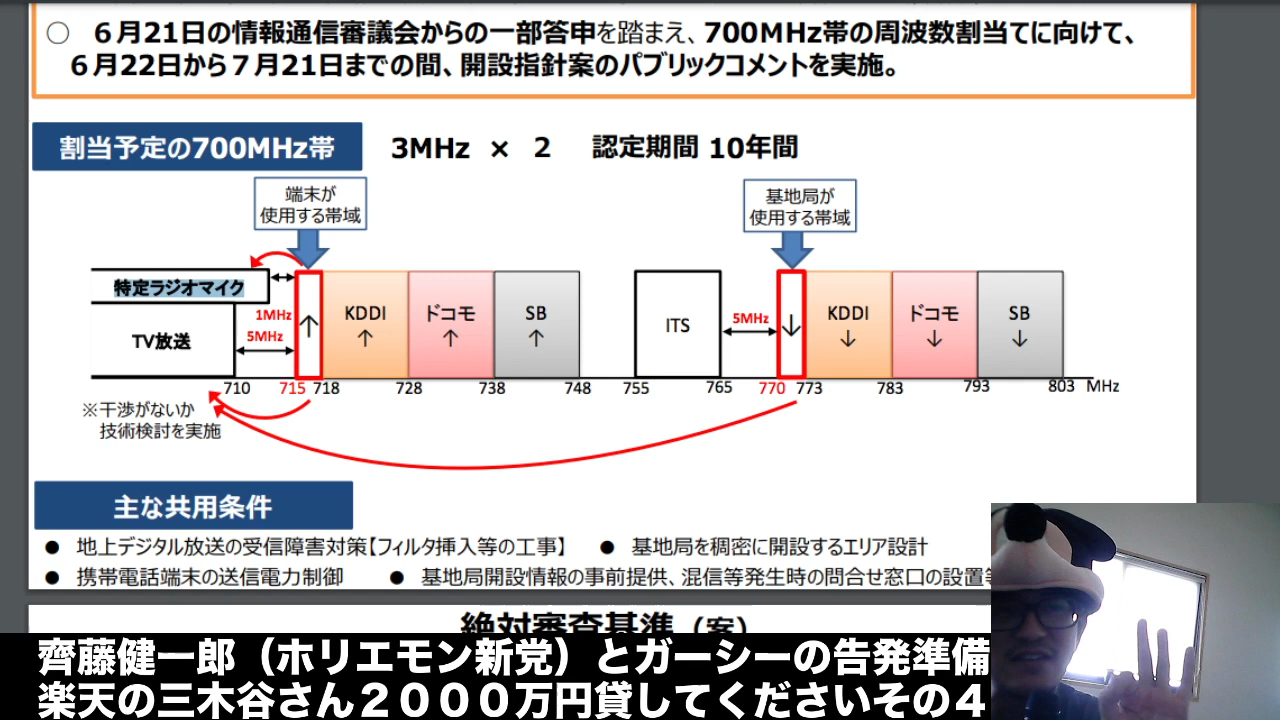 ○ 6月21日の情報通信審議会からの一部答申を踏まえ、700MHz帯の周波数割当てに向けて、
6月22日から7月21日までの間、開設指針案のパブリックコメントを実施。
割当予定の700MHz帯 3MHz × 2 認定期間 10年間
端末が
使用する帯域
基地局が
使用する帯域
特定ラジオマイク
1MHz
TV放送
5MHz
↑
KDDI
↑
ドコモ
↑
SB
↑
ITS
5MHz
↓
KDDI
↓
ドコモ
↓
SB
↓
710 715 718 728 738 748 755 765 770 773 783 793 803 MHz
※干渉がないか
技術検討を実施
主な共用条件
● 地上デジタル放送の受信障害対策【フィルタ挿入等の工事】 ● 基地局を稠密に開設するエリア設計
● 携帯電話端末の送信電力制御 ● 基地局開設情報の事前提供、混信等発生時の問合せ窓口の設置
絶対審査基準（案）
齊藤健一郎（ホリエモン新党）とガーシーの告発準備
楽天の三木谷さん２０００万円貸してくださいその４